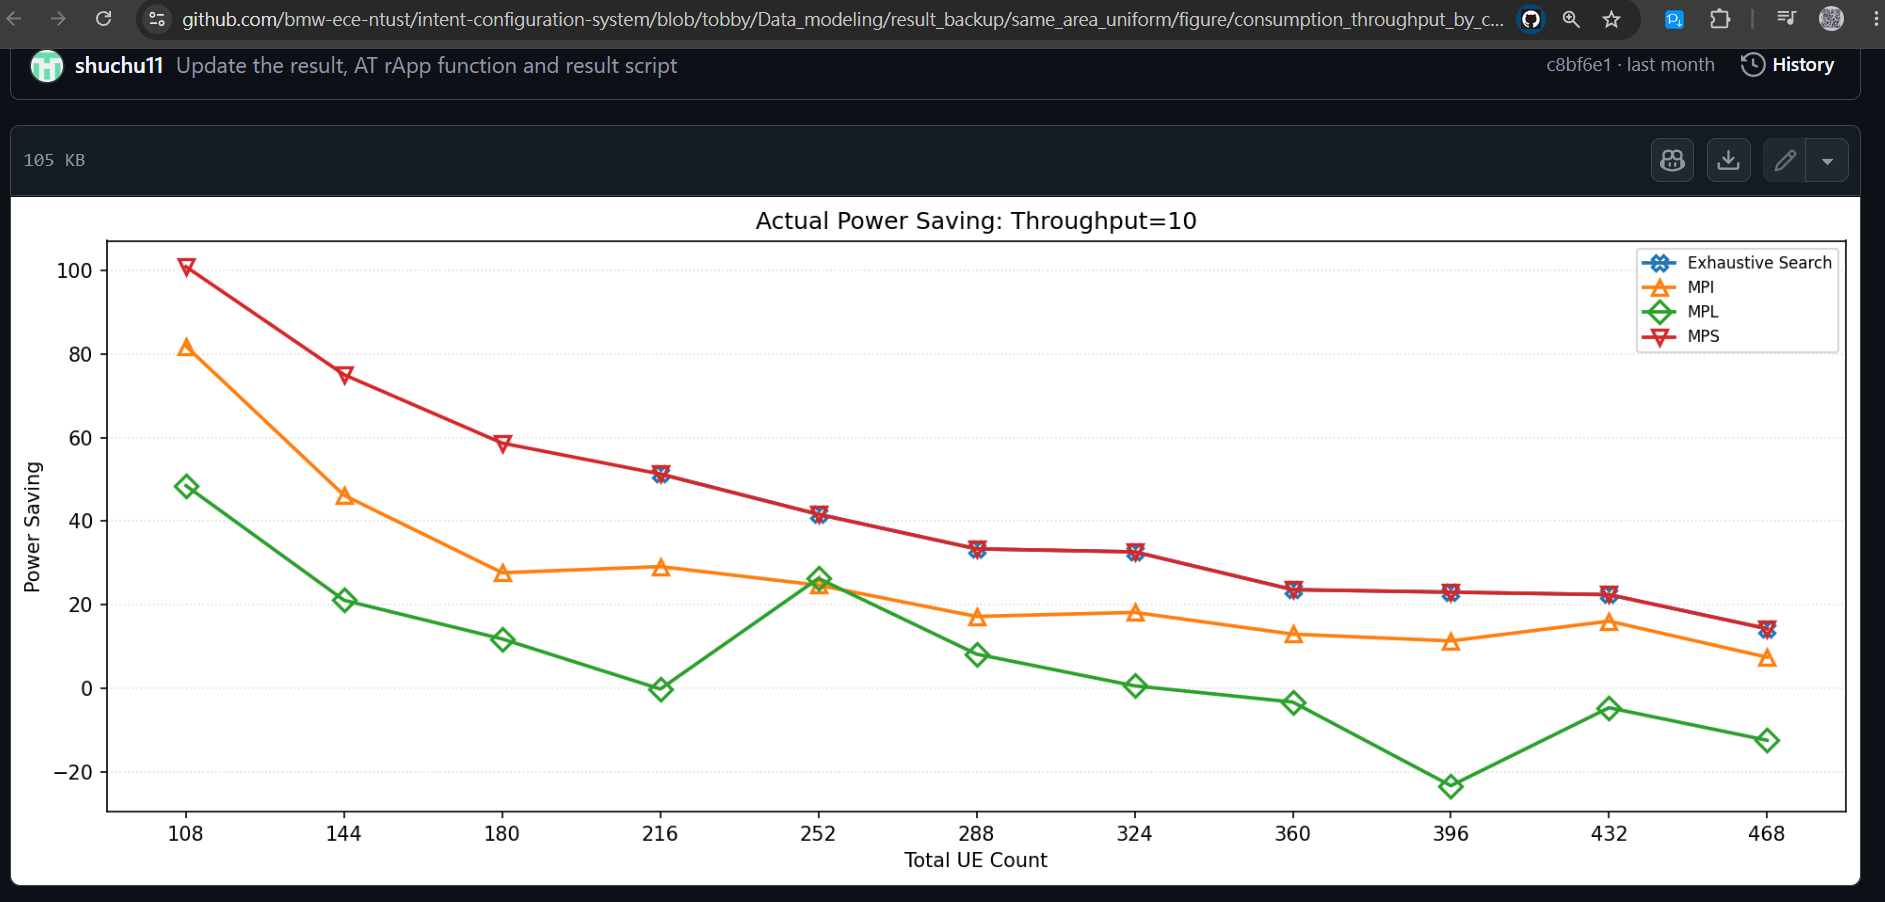 github.com/bmw-ece-ntust/intent-configuration-system/blob/tobby/Data_modeling/result_backup/same_area_uniform/figure/consumption_throughput_by_c...
shuchu11 Update the result, AT rApp function and result script
c8bf6e1 · last month History
105 KB
Actual Power Saving: Throughput=10
Exhaustive Search
MPI
MPL
MPS
100
80
60
40
20
0
−20
Power Saving
108 144 180 216 252 288 324 360 396 432 468
Total UE Count